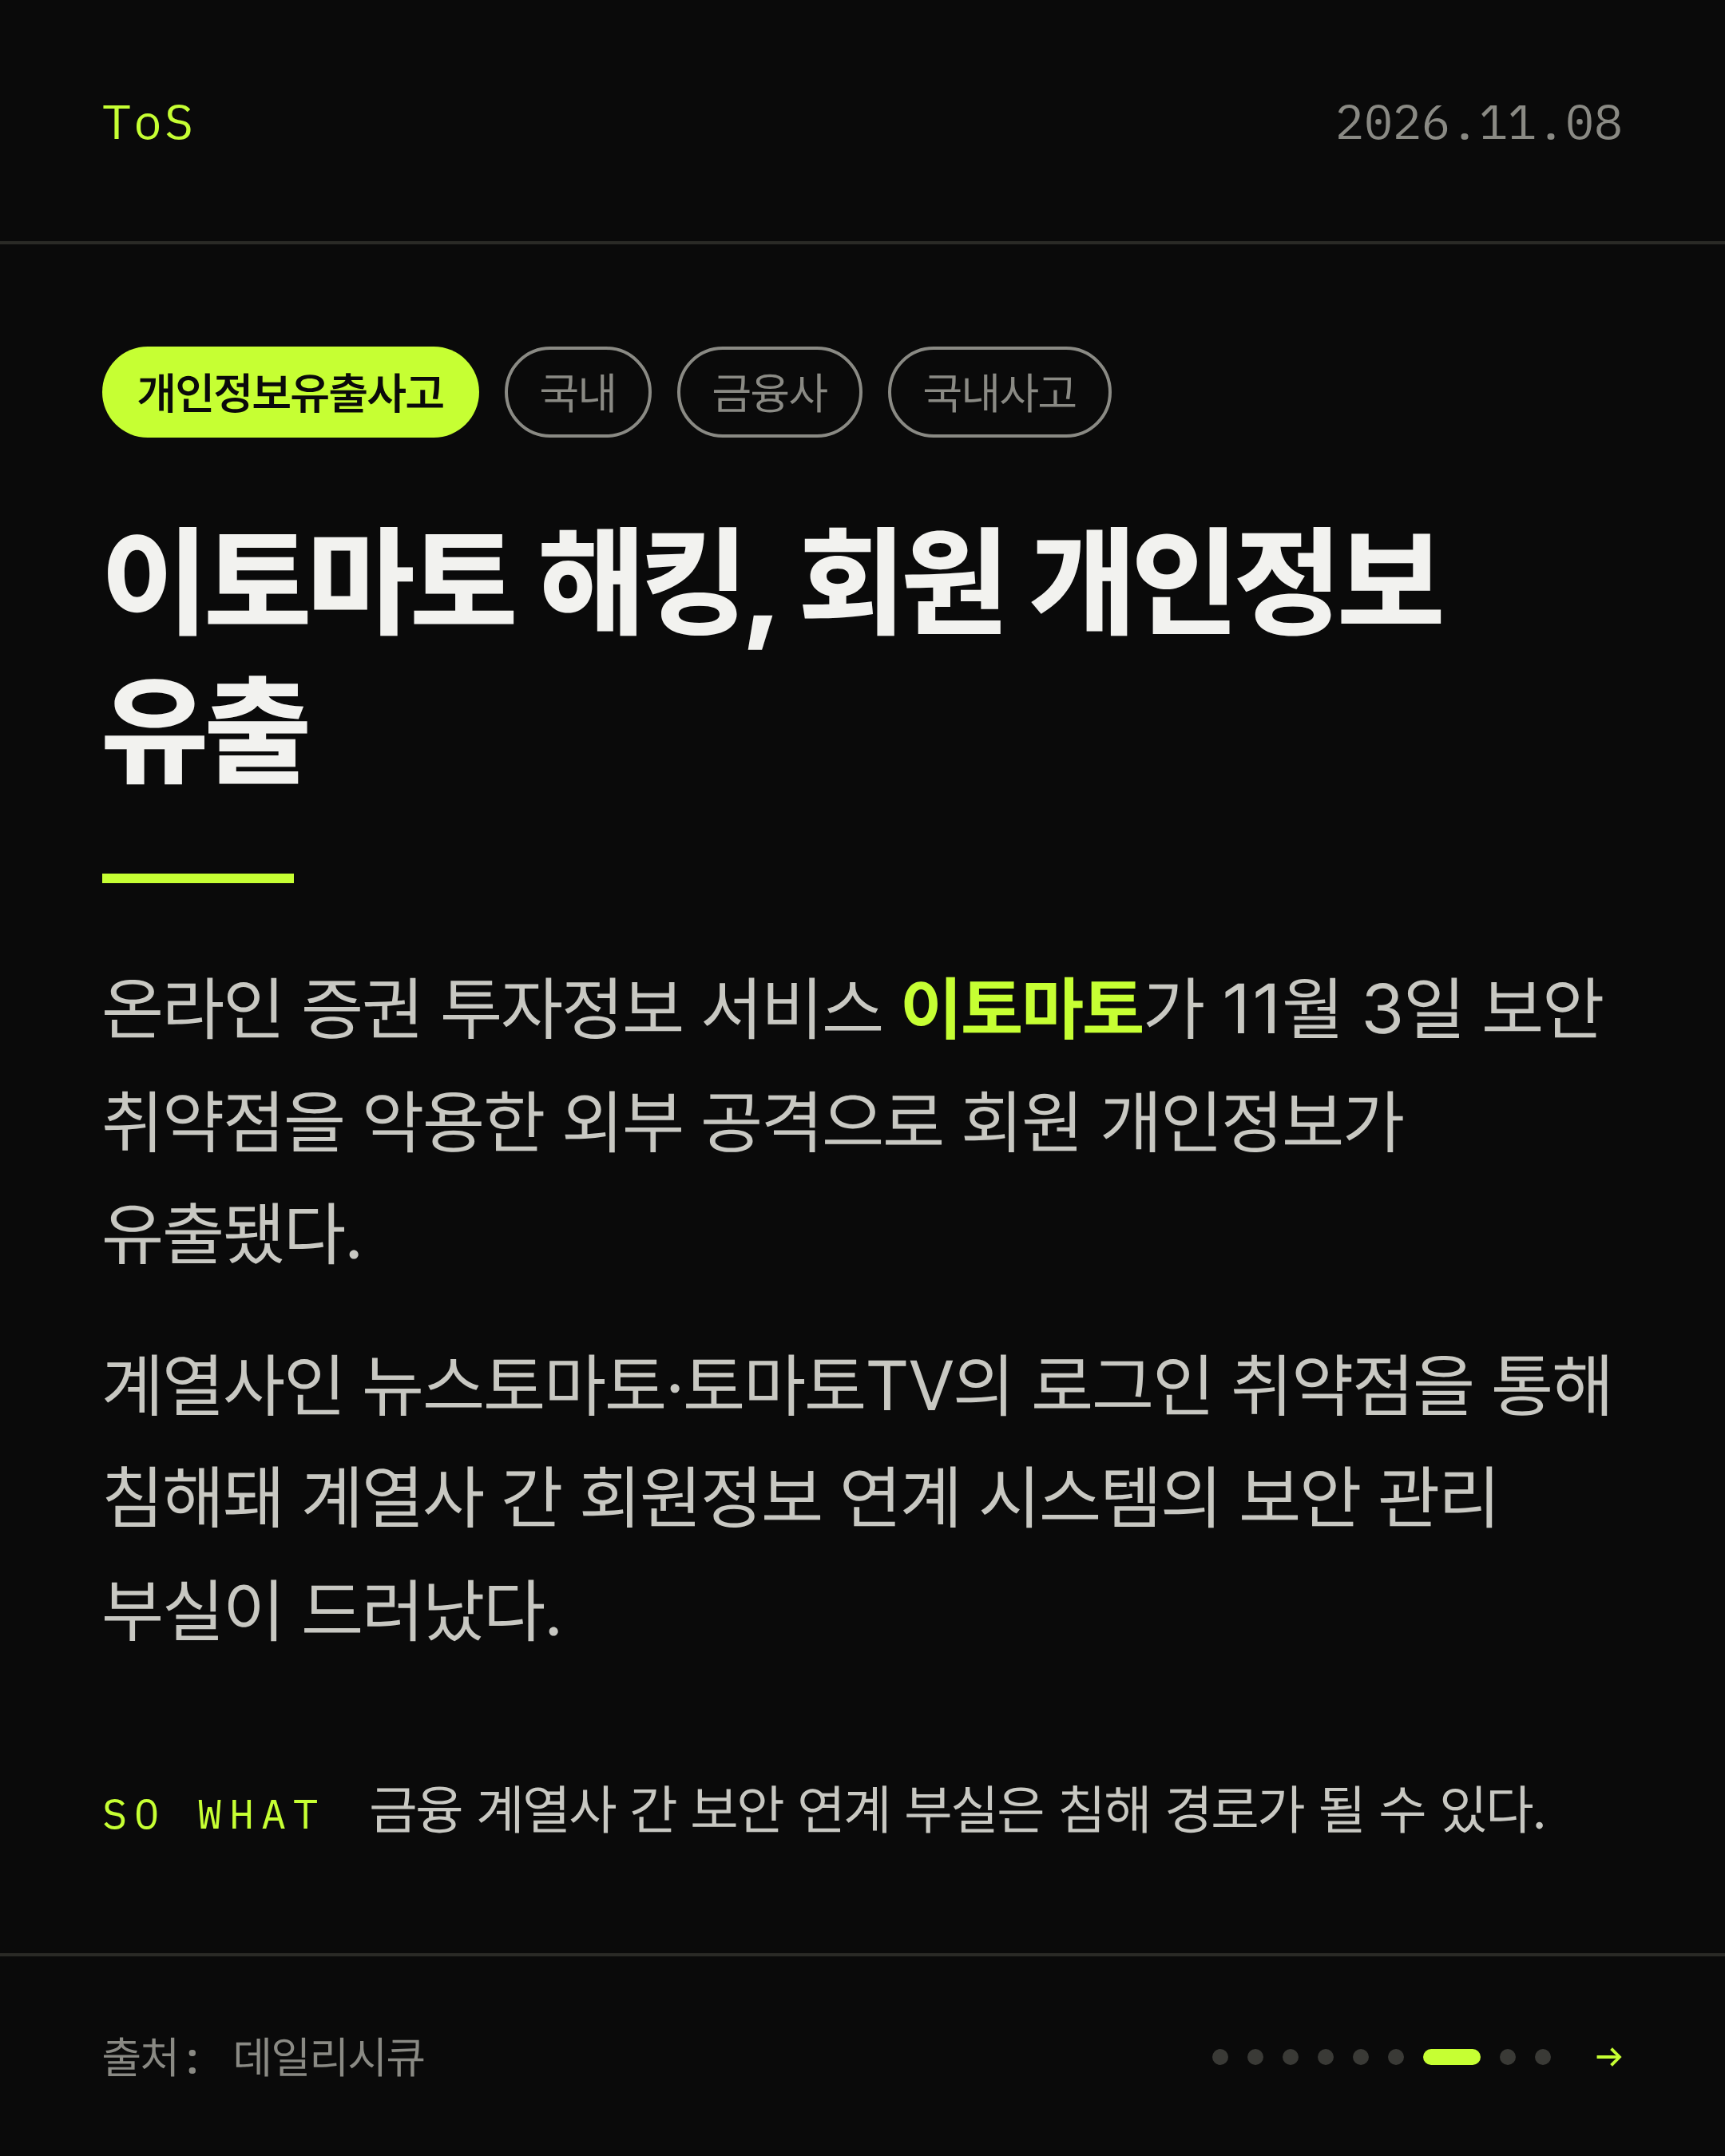 ToS
2026.11.08
개인정보유출사고 국내 금융사 국내사고
이토마토 해킹, 회원 개인정보
유출
온라인 증권 투자정보 서비스 이토마토가 11월 3일 보안
취약점을 악용한 외부 공격으로 회원 개인정보가
유출됐다.
계열사인 뉴스토마토·토마토TV의 로그인 취약점을 통해
침해돼 계열사 간 회원정보 연계 시스템의 보안 관리
부실이 드러났다.
SO WHAT 금융 계열사 간 보안 연계 부실은 침해 경로가 될 수 있다.
출처: 데일리시큐
→